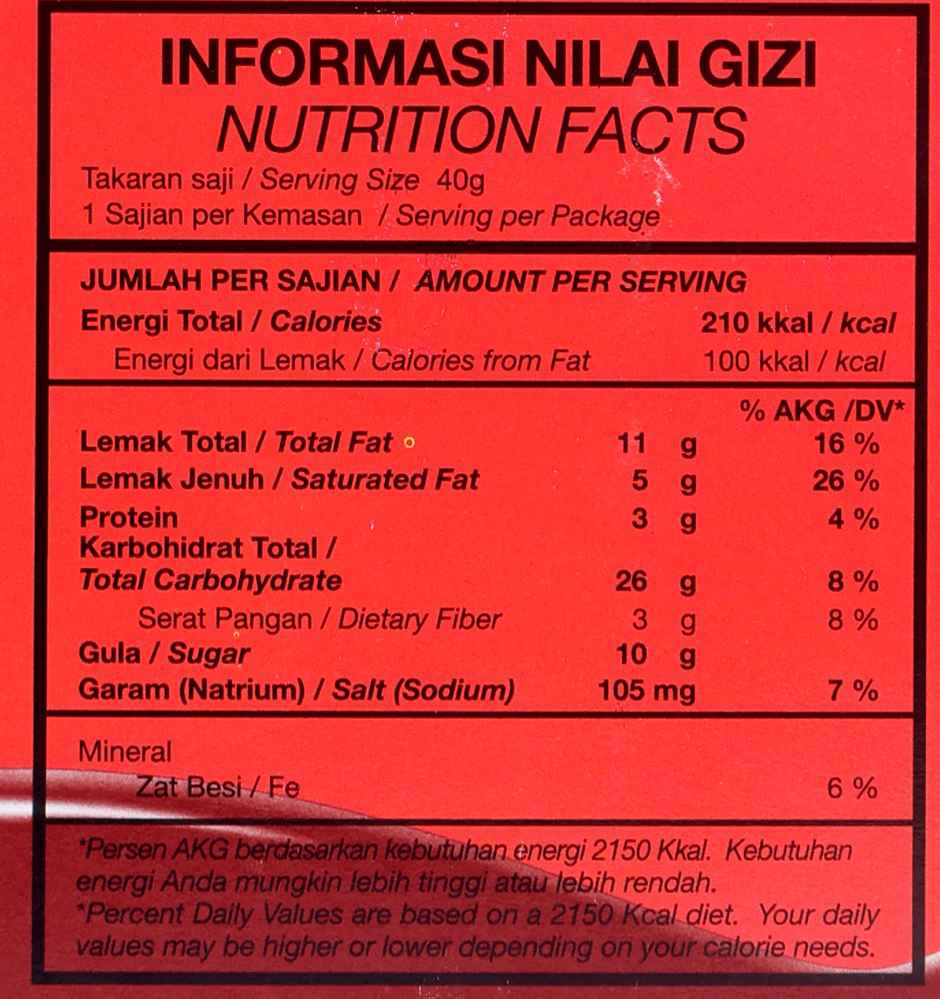 INFORMASI NILAI GIZI
NUTRITION FACTS
Takaran saji / Serving Size 40g
1 Sajian per Kemasan / Serving per Package
JUMLAH PER SAJIAN / AMOUNT PER SERVING
Energi Total / Calories 210 kkal / kcal
Energi dari Lemak / Calories from Fat 100 kkal / kcal
% AKG /DV*
Lemak Total / Total Fat 11 g 16 %
Lemak Jenuh / Saturated Fat 5 g 26 %
Protein 3 g 4 %
Karbohidrat Total /
Total Carbohydrate 26 g 8 %
Serat Pangan / Dietary Fiber 3 g 8 %
Gula / Sugar 10 g
Garam (Natrium) / Salt (Sodium) 105 mg 7 %
Mineral
Zat Besi / Fe 6 %
*Persen AKG berdasarkan kebutuhan energi 2150 Kkal. Kebutuhan
energi Anda mungkin lebih tinggi atau lebih rendah.
*Percent Daily Values are based on a 2150 Kcal diet. Your daily
values may be higher or lower depending on your calorie needs.